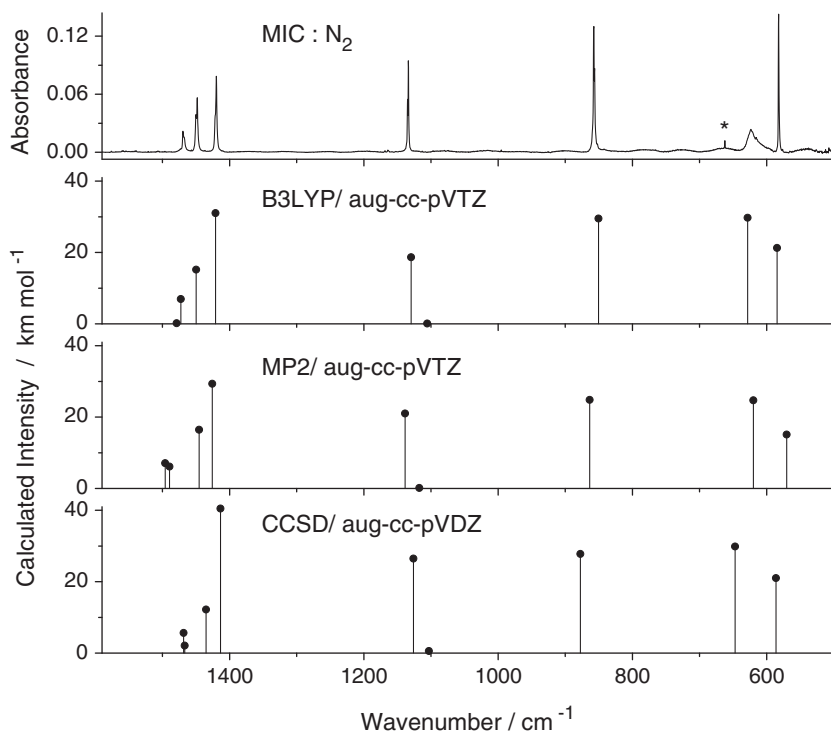 MIC : N₂
Absorbance
0.12
0.06
0.00
*
B3LYP/ aug-cc-pVTZ
40
20
0
MP2/ aug-cc-pVTZ
40
20
0
CCSD/ aug-cc-pVDZ
40
20
0
Calculated Intensity / km mol⁻¹
1400 1200 1000 800 600
Wavenumber / cm⁻¹